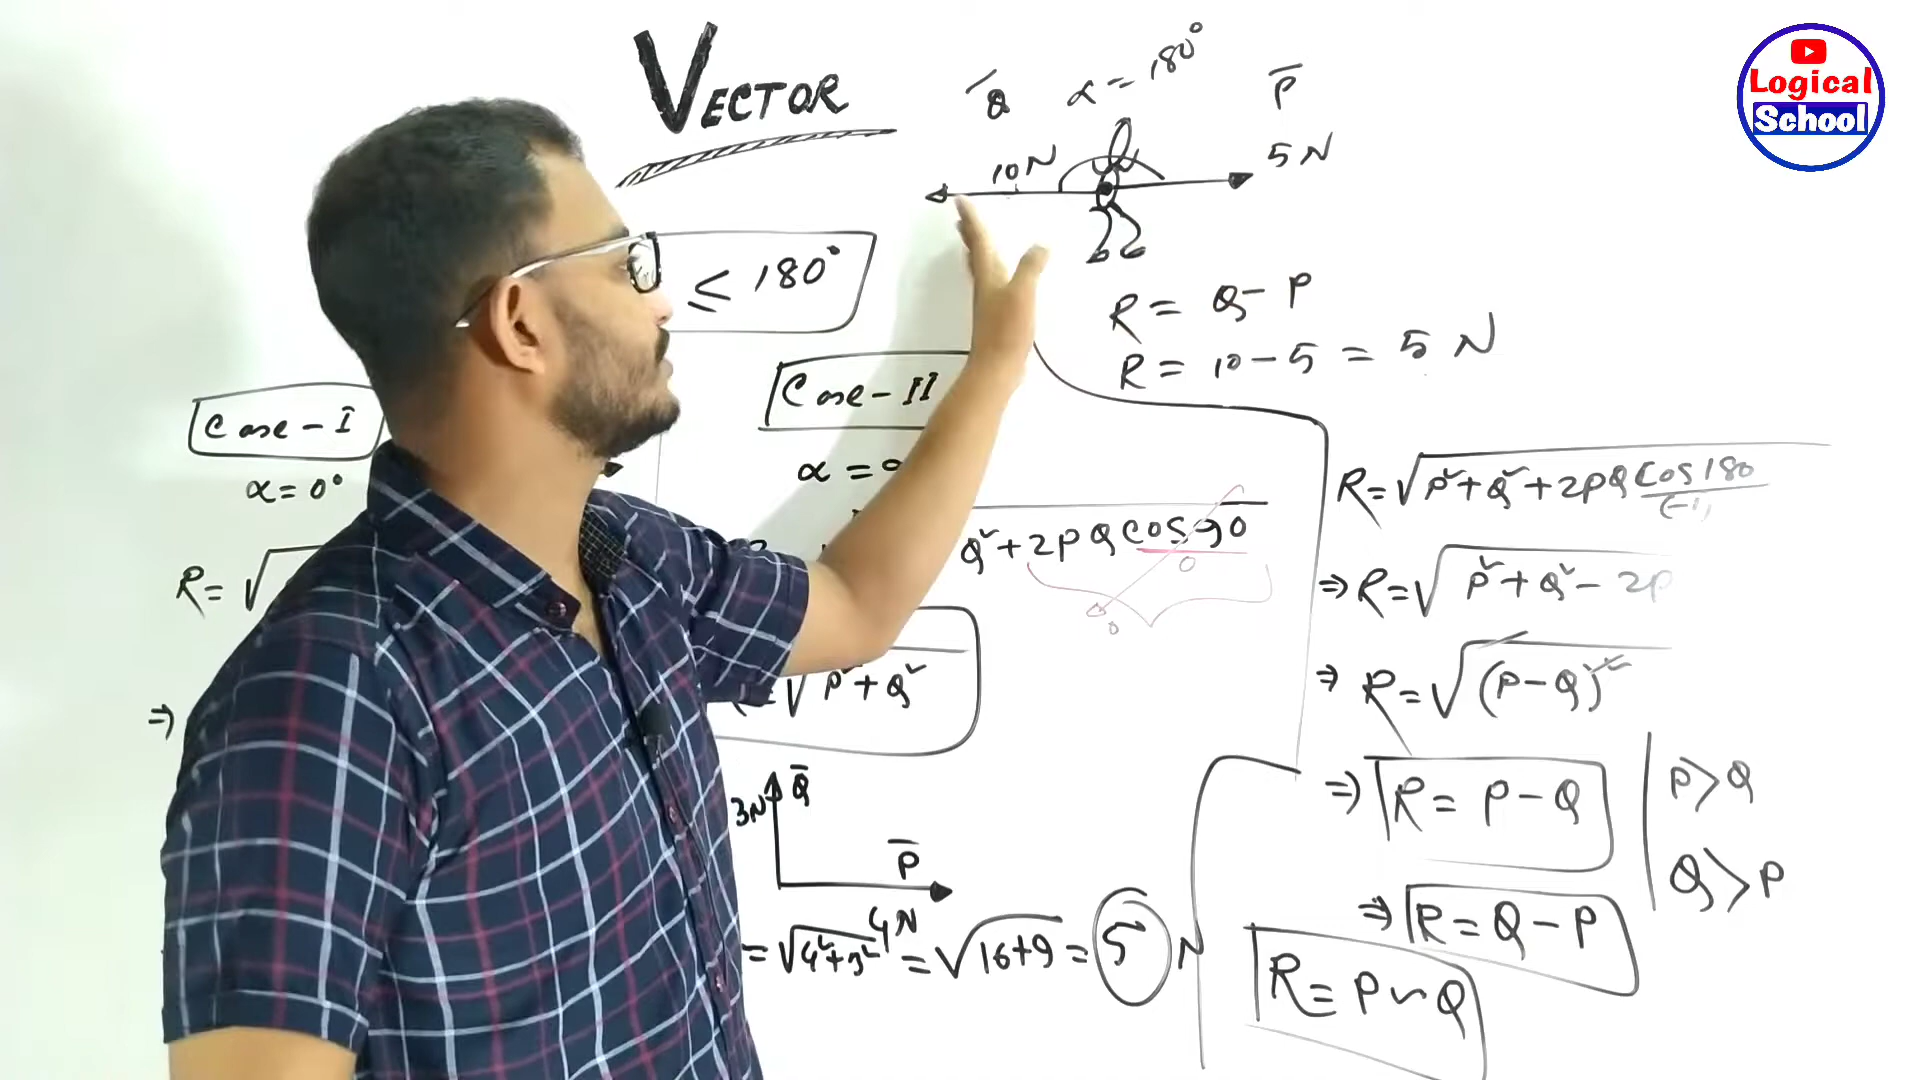 VECTOR
Logical
School
Q̄ α = 180° P̄
10N 5N
R = Q - P
R = 10 - 5 = 5 N
≤ 180°
Case - I
α = 0°
R = √
⇒
Case - II
α = 9
Q² + 2PQ cos 90
0
0
= √P² + Q²
3N Q̄
P̄
4N
= √4²+3² = √16+9 = 5 N
R = √P² + Q² + 2PQ Cos 180
(-1)
⇒ R = √P² + Q² - 2P
⇒ R = √(P - Q)²
⇒ R = P - Q
P > Q
Q > P
⇒ R = Q - P
R = P ~ Q